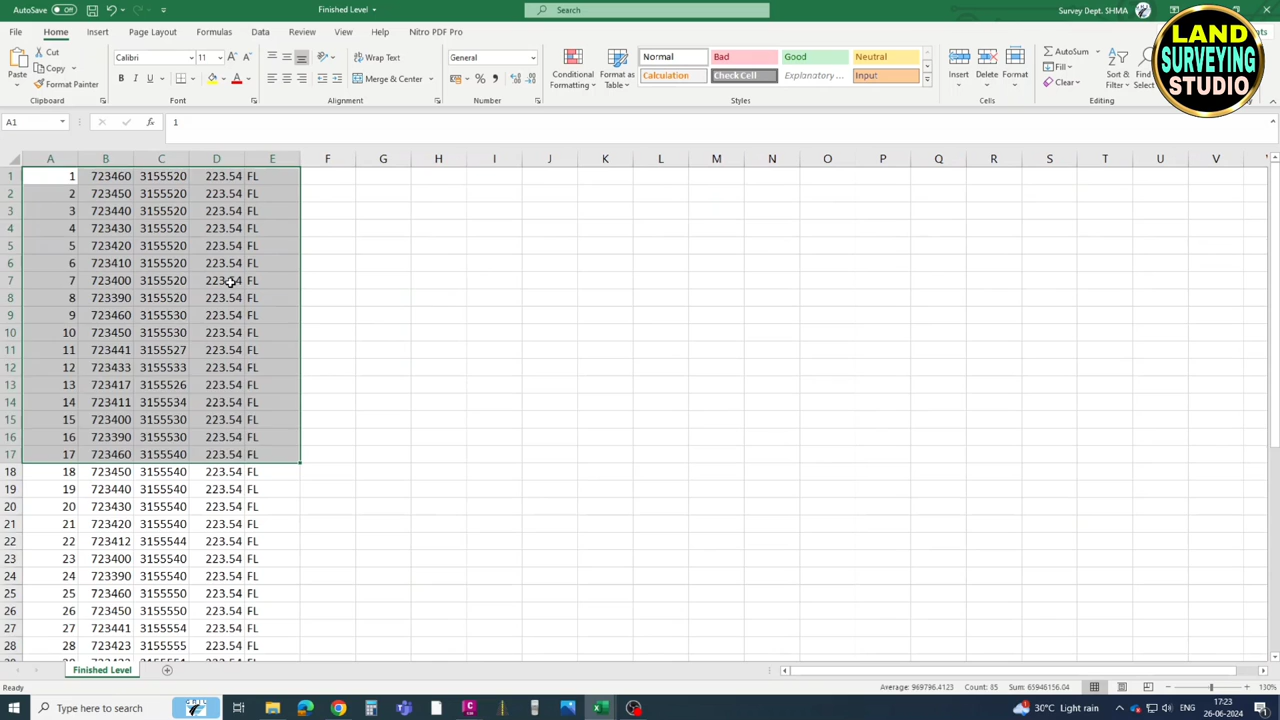 AutoSave Off Finished Level Search Survey Dept. SHIMA
File Home Insert Page Layout Formulas Data Review View Help Nitro PDF Pro
LAND
SURVEYING
STUDIO
Paste Cut Copy Format Painter Clipboard
Calibri 11 B I U Font
Wrap Text Merge & Center Alignment
General % Number
Conditional Formatting Format as Table
Normal Bad Good Neutral
Calculation Check Cell Explanatory ... Input
Styles
Insert Delete Format Cells
AutoSum Fill Clear Sort & Filter Editing
A1 fx 1
A B C D E F G H I J K L M N O P Q R S T U V
1 1 723460 3155520 223.54 FL
2 2 723450 3155520 223.54 FL
3 3 723440 3155520 223.54 FL
4 4 723430 3155520 223.54 FL
5 5 723420 3155520 223.54 FL
6 6 723410 3155520 223.54 FL
7 7 723400 3155520 223.54 FL
8 8 723390 3155520 223.54 FL
9 9 723460 3155530 223.54 FL
10 10 723450 3155530 223.54 FL
11 11 723441 3155527 223.54 FL
12 12 723433 3155533 223.54 FL
13 13 723417 3155526 223.54 FL
14 14 723411 3155534 223.54 FL
15 15 723400 3155530 223.54 FL
16 16 723390 3155530 223.54 FL
17 17 723460 3155540 223.54 FL
18 18 723450 3155540 223.54 FL
19 19 723440 3155540 223.54 FL
20 20 723430 3155540 223.54 FL
21 21 723420 3155540 223.54 FL
22 22 723412 3155544 223.54 FL
23 23 723400 3155540 223.54 FL
24 24 723390 3155540 223.54 FL
25 25 723460 3155550 223.54 FL
26 26 723450 3155550 223.54 FL
27 27 723441 3155554 223.54 FL
28 28 723423 3155555 223.54 FL
Finished Level
Ready Average: 969796.4123 Count: 85 Sum: 65946156.04 130%
Type here to search 30°C Light rain ENG 17:23
26-06-2024